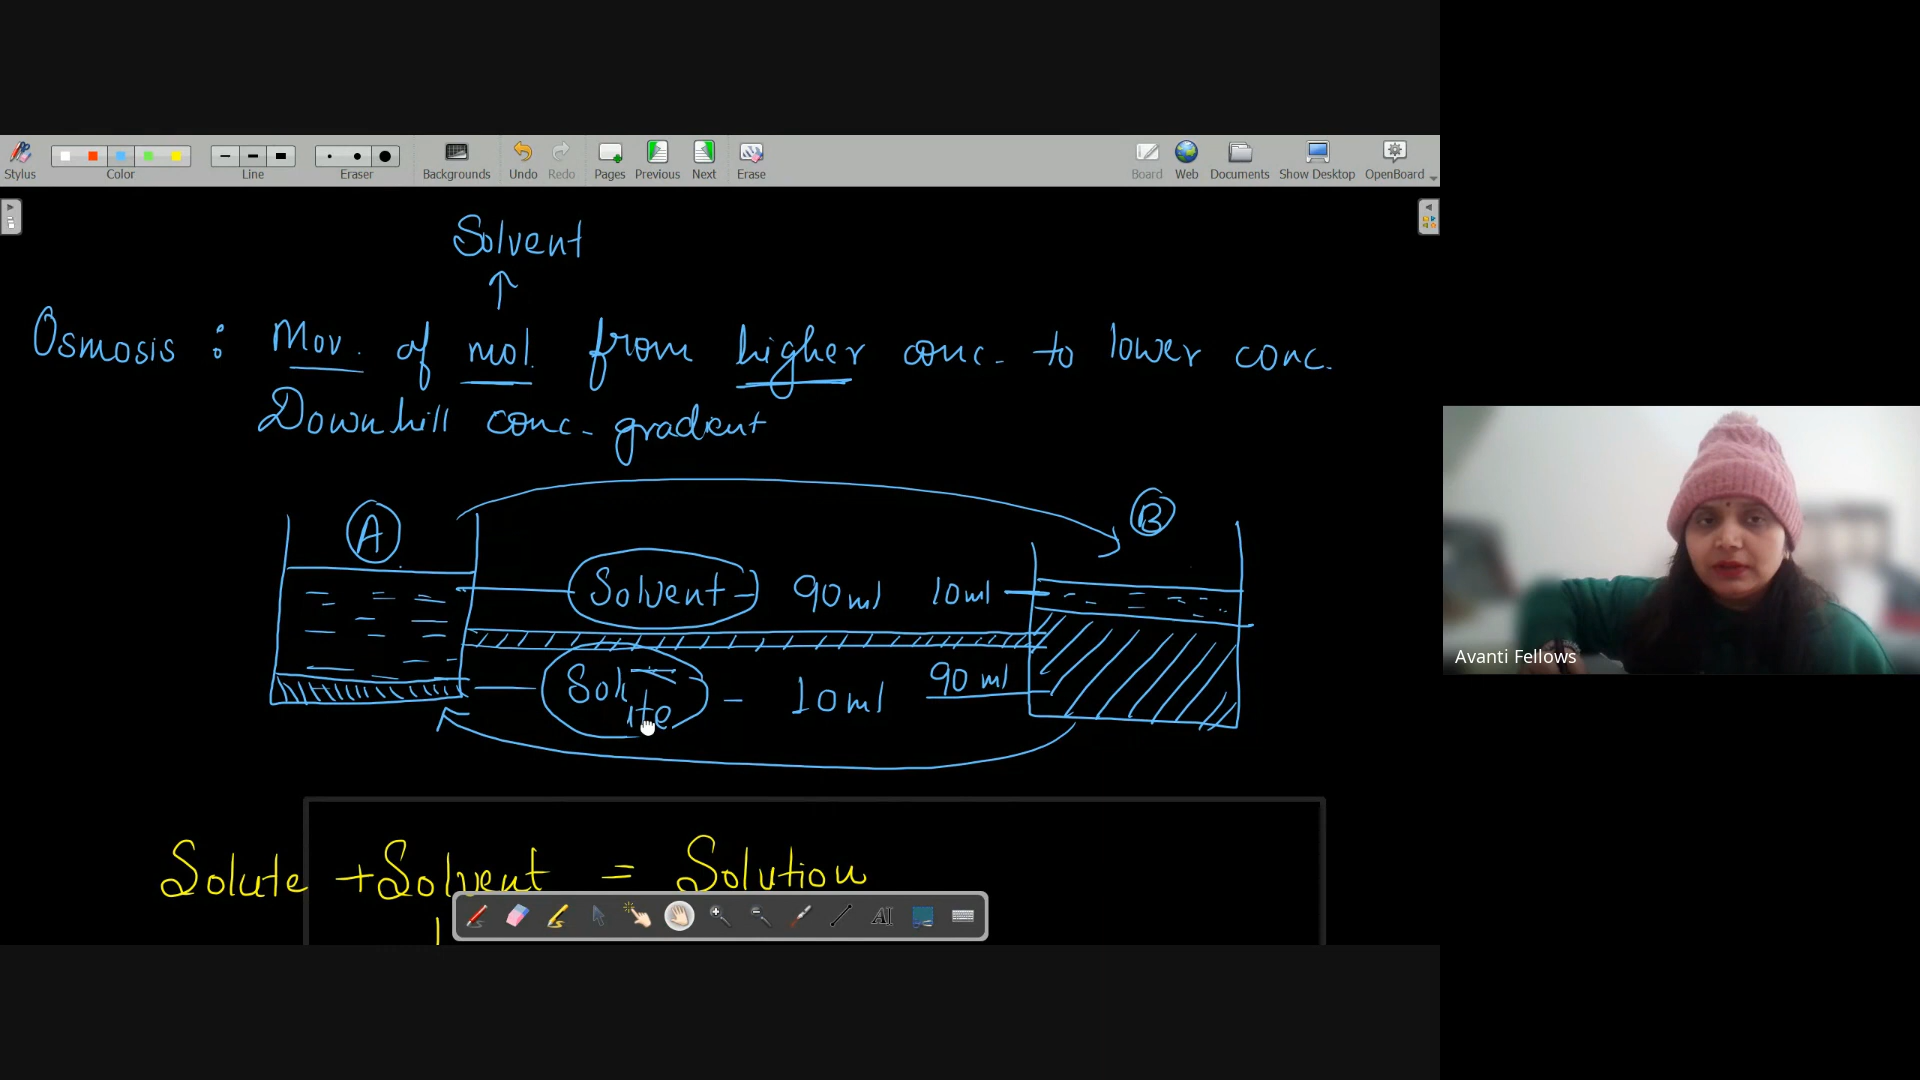 Stylus
Color
Line
Eraser
Backgrounds
Undo
Redo
Pages
Previous
Next
Erase
Board
Web
Documents
Show Desktop
OpenBoard
Solvent
↑
Osmosis : Mov. of mol. from higher conc. to lower conc.
Downhill conc. gradient
A
B
Solvent - 90ml 10ml
Solute - 10ml 90 ml
Solute + Solvent = Solution
Avanti Fellows